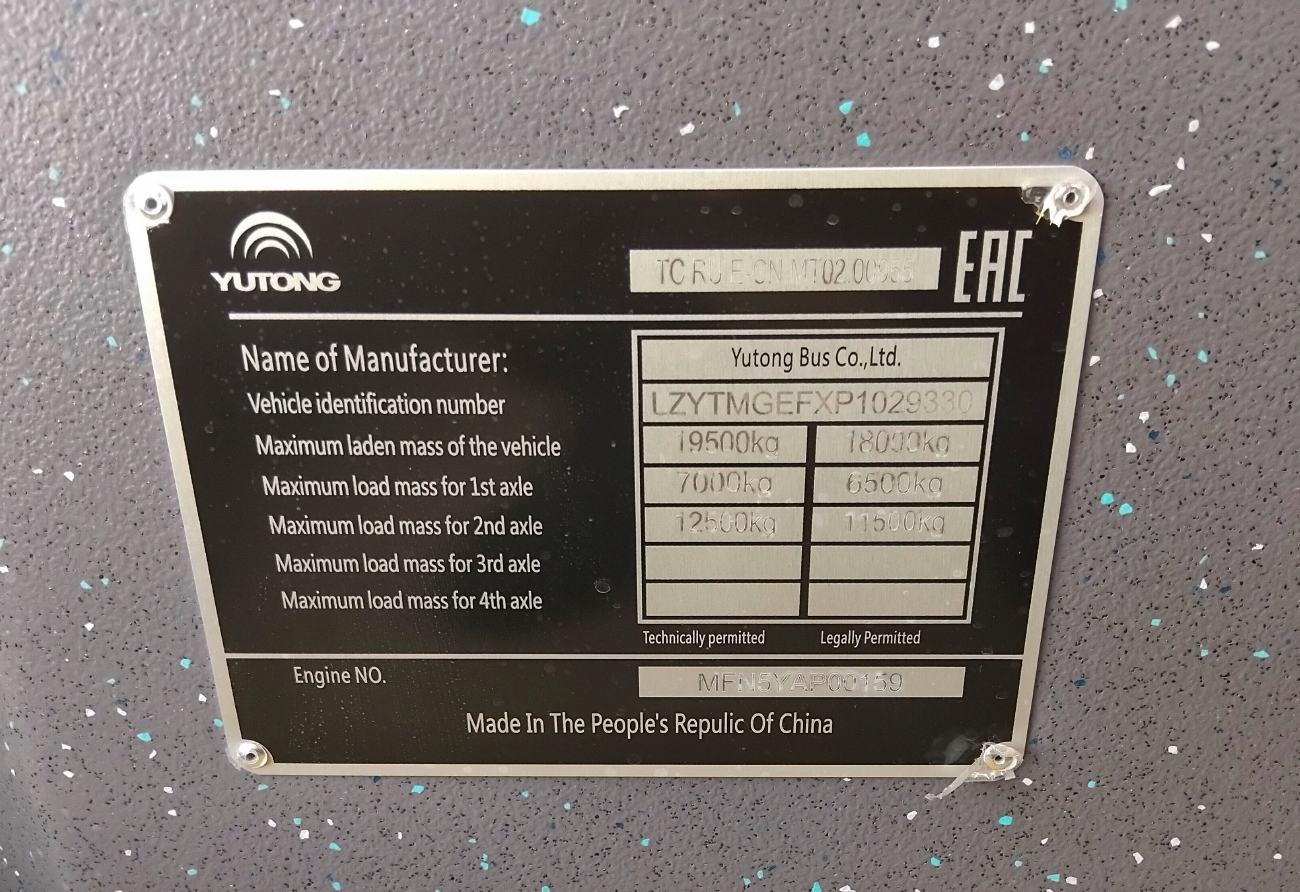 YUTONG
TC RU E-CN.MT02.00955
EAC
Name of Manufacturer: Yutong Bus Co.,Ltd.
Vehicle identification number LZYTMGEFXP1029330
Maximum laden mass of the vehicle 19500kg 18000kg
Maximum load mass for 1st axle 7000kg 6500kg
Maximum load mass for 2nd axle 12500kg 11500kg
Maximum load mass for 3rd axle
Maximum load mass for 4th axle
Technically permitted Legally Permitted
Engine NO. MFN5YAP00159
Made In The People's Repulic Of China